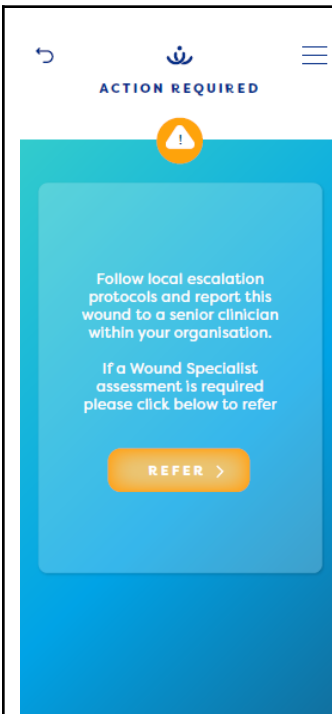 ACTION REQUIRED
!
Follow local escalation
protocols and report this
wound to a senior clinician
within your organisation.
If a Wound Specialist
assessment is required
please click below to refer
REFER >